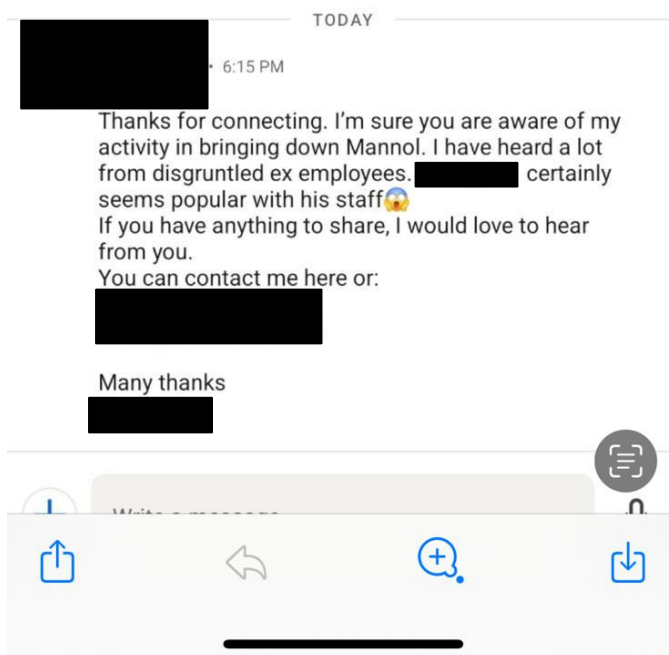 TODAY
• 6:15 PM
Thanks for connecting. I'm sure you are aware of my
activity in bringing down Mannol. I have heard a lot
from disgruntled ex employees. certainly
seems popular with his staff😱
If you have anything to share, I would love to hear
from you.
You can contact me here or:
Many thanks
Write a message